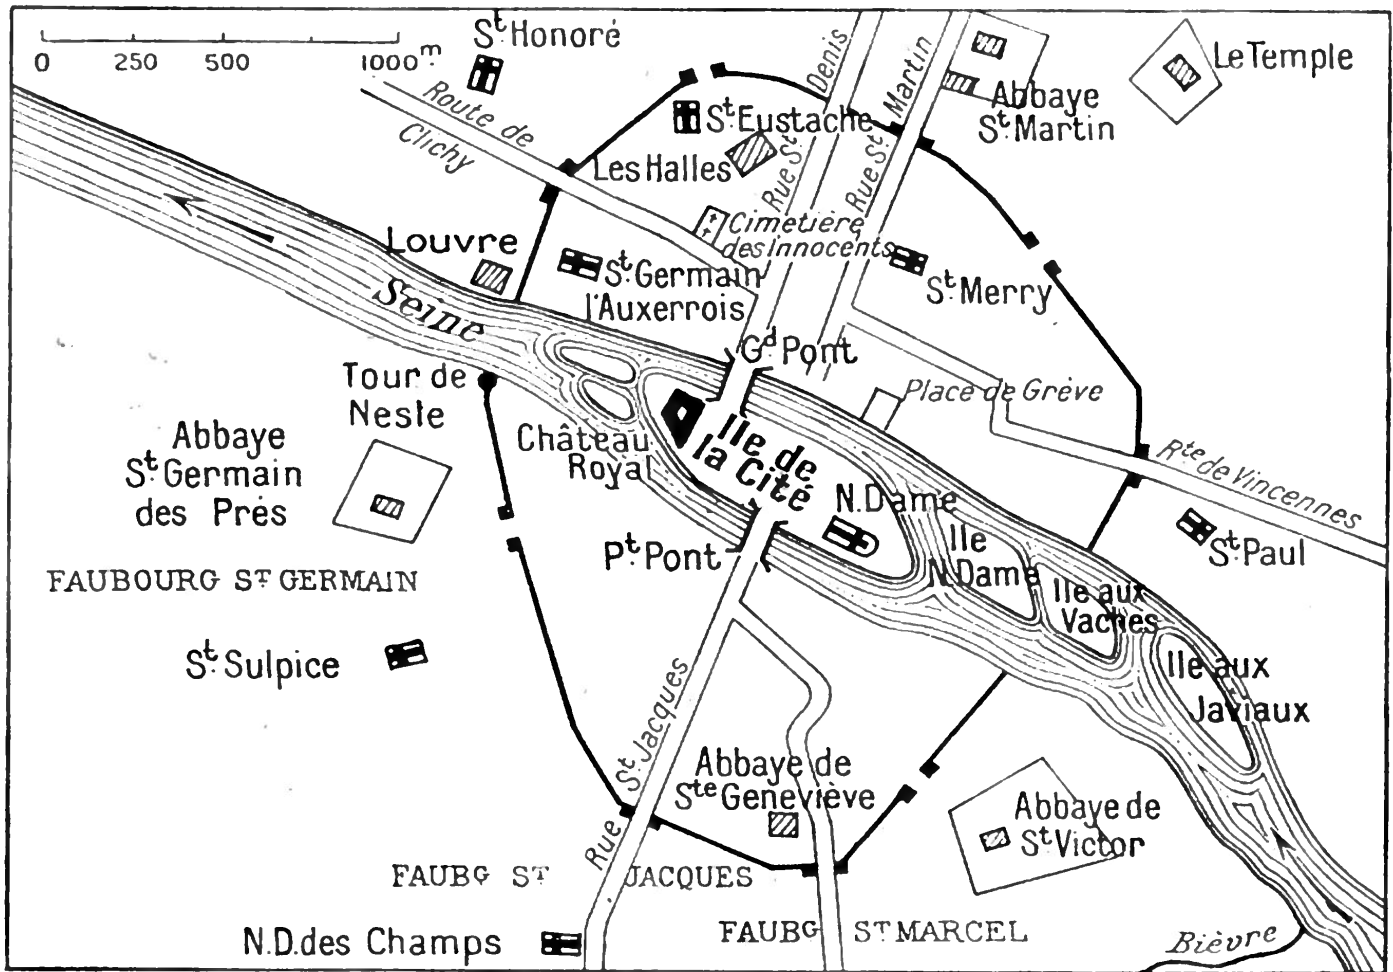 0 250 500 1000 m.
St. Honoré
Route de
Clichy
St. Eustache
Les Halles
Rue St. Denis
Rue St. Martin
Abbaye
St. Martin
Le Temple
Cimetière
des Innocents
Louvre
St. Germain
l'Auxerrois
St. Merry
Seine
Gd Pont
Place de Grève
Tour de
Nesle
Abbaye
St. Germain
des Prés
Château
Royal
Ile de
la Cité
N. Dame
Rte de Vincennes
St. Paul
Pt. Pont
Ile
N. Dame
Ile aux
Vaches
FAUBOURG ST GERMAIN
St. Sulpice
Ile aux
Javiaux
Rue St. Jacques
Abbaye de
Ste Geneviève
Abbaye de
St. Victor
FAUBG ST JACQUES
FAUBG ST MARCEL
N.D. des Champs
Bièvre